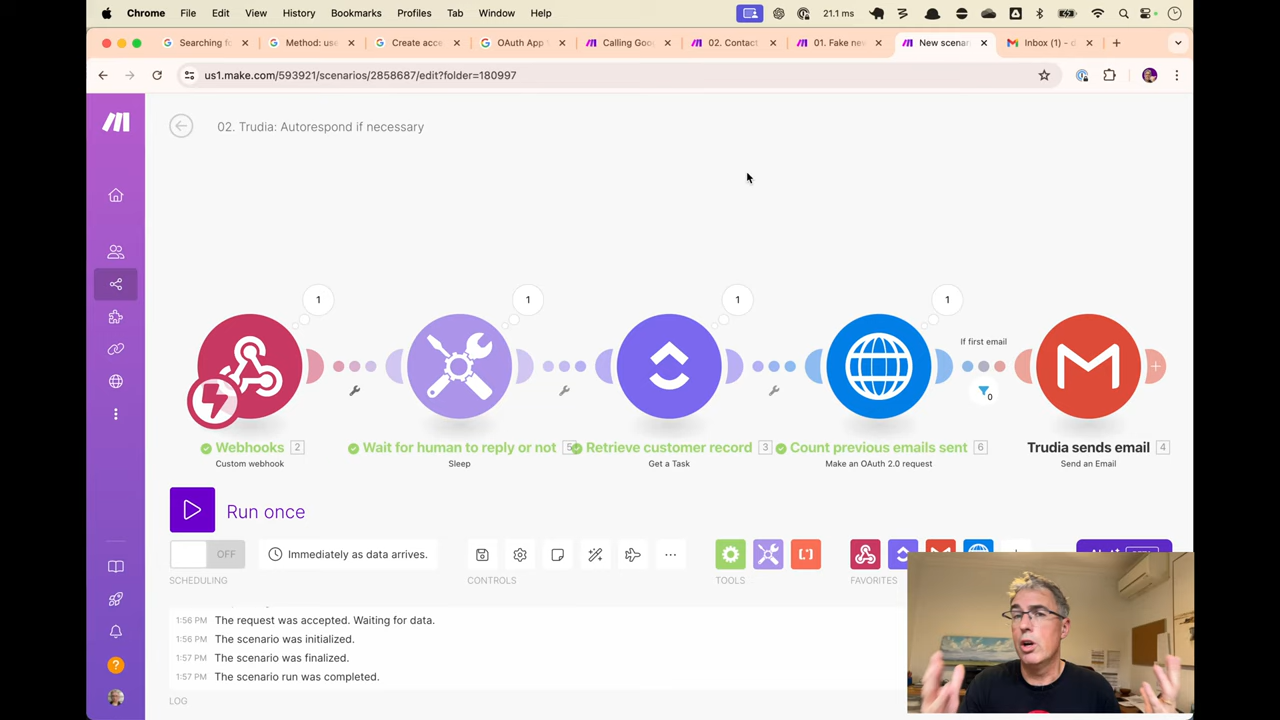 Chrome File Edit View History Bookmarks Profiles Tab Window Help 21.1 ms
Searching fo Method: use Create acce OAuth App V Calling Goo 02. Contact 01. Fake new New scenar Inbox (1) - d
us1.make.com/593921/scenarios/2858687/edit?folder=180997
02. Trudia: Autorespond if necessary
1 1 1 1
If first email
0
Webhooks 2 Wait for human to reply or not 5 Retrieve customer record 3 Count previous emails sent 6 Trudia sends email 4
Custom webhook Sleep Get a Task Make an OAuth 2.0 request Send an Email
Run once
OFF Immediately as data arrives.
SCHEDULING CONTROLS TOOLS FAVORITES
1:56 PM The request was accepted. Waiting for data.
1:56 PM The scenario was initialized.
1:57 PM The scenario was finalized.
1:57 PM The scenario run was completed.
LOG